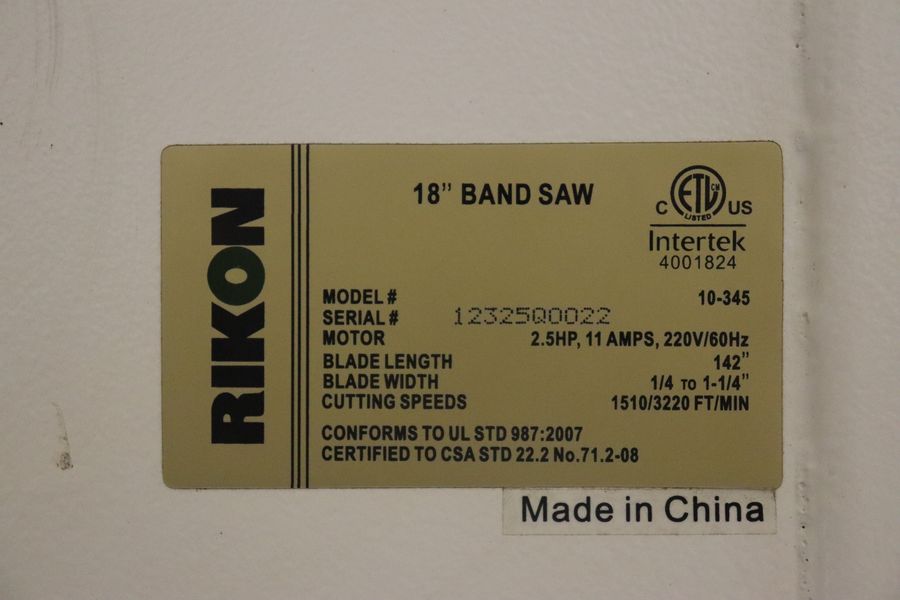 RIKON
18” BAND SAW
C ETL CM US
LISTED
Intertek
4001824
MODEL # 10-345
SERIAL # 12325Q0022
MOTOR 2.5HP, 11 AMPS, 220V/60Hz
BLADE LENGTH 142”
BLADE WIDTH 1/4 TO 1-1/4”
CUTTING SPEEDS 1510/3220 FT/MIN
CONFORMS TO UL STD 987:2007
CERTIFIED TO CSA STD 22.2 No.71.2-08
Made in China